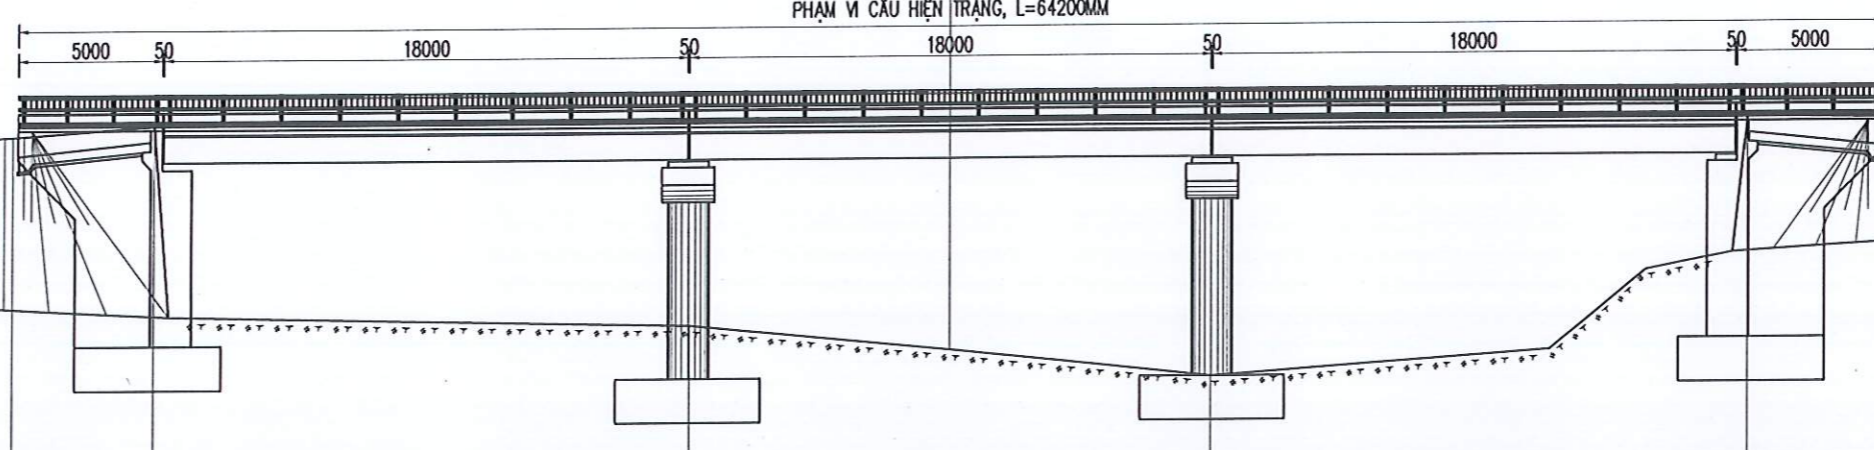 PHẠM VI CẦU HIỆN TRẠNG, L=64200MM
5000 50 18000 50 18000 50 18000 50 5000